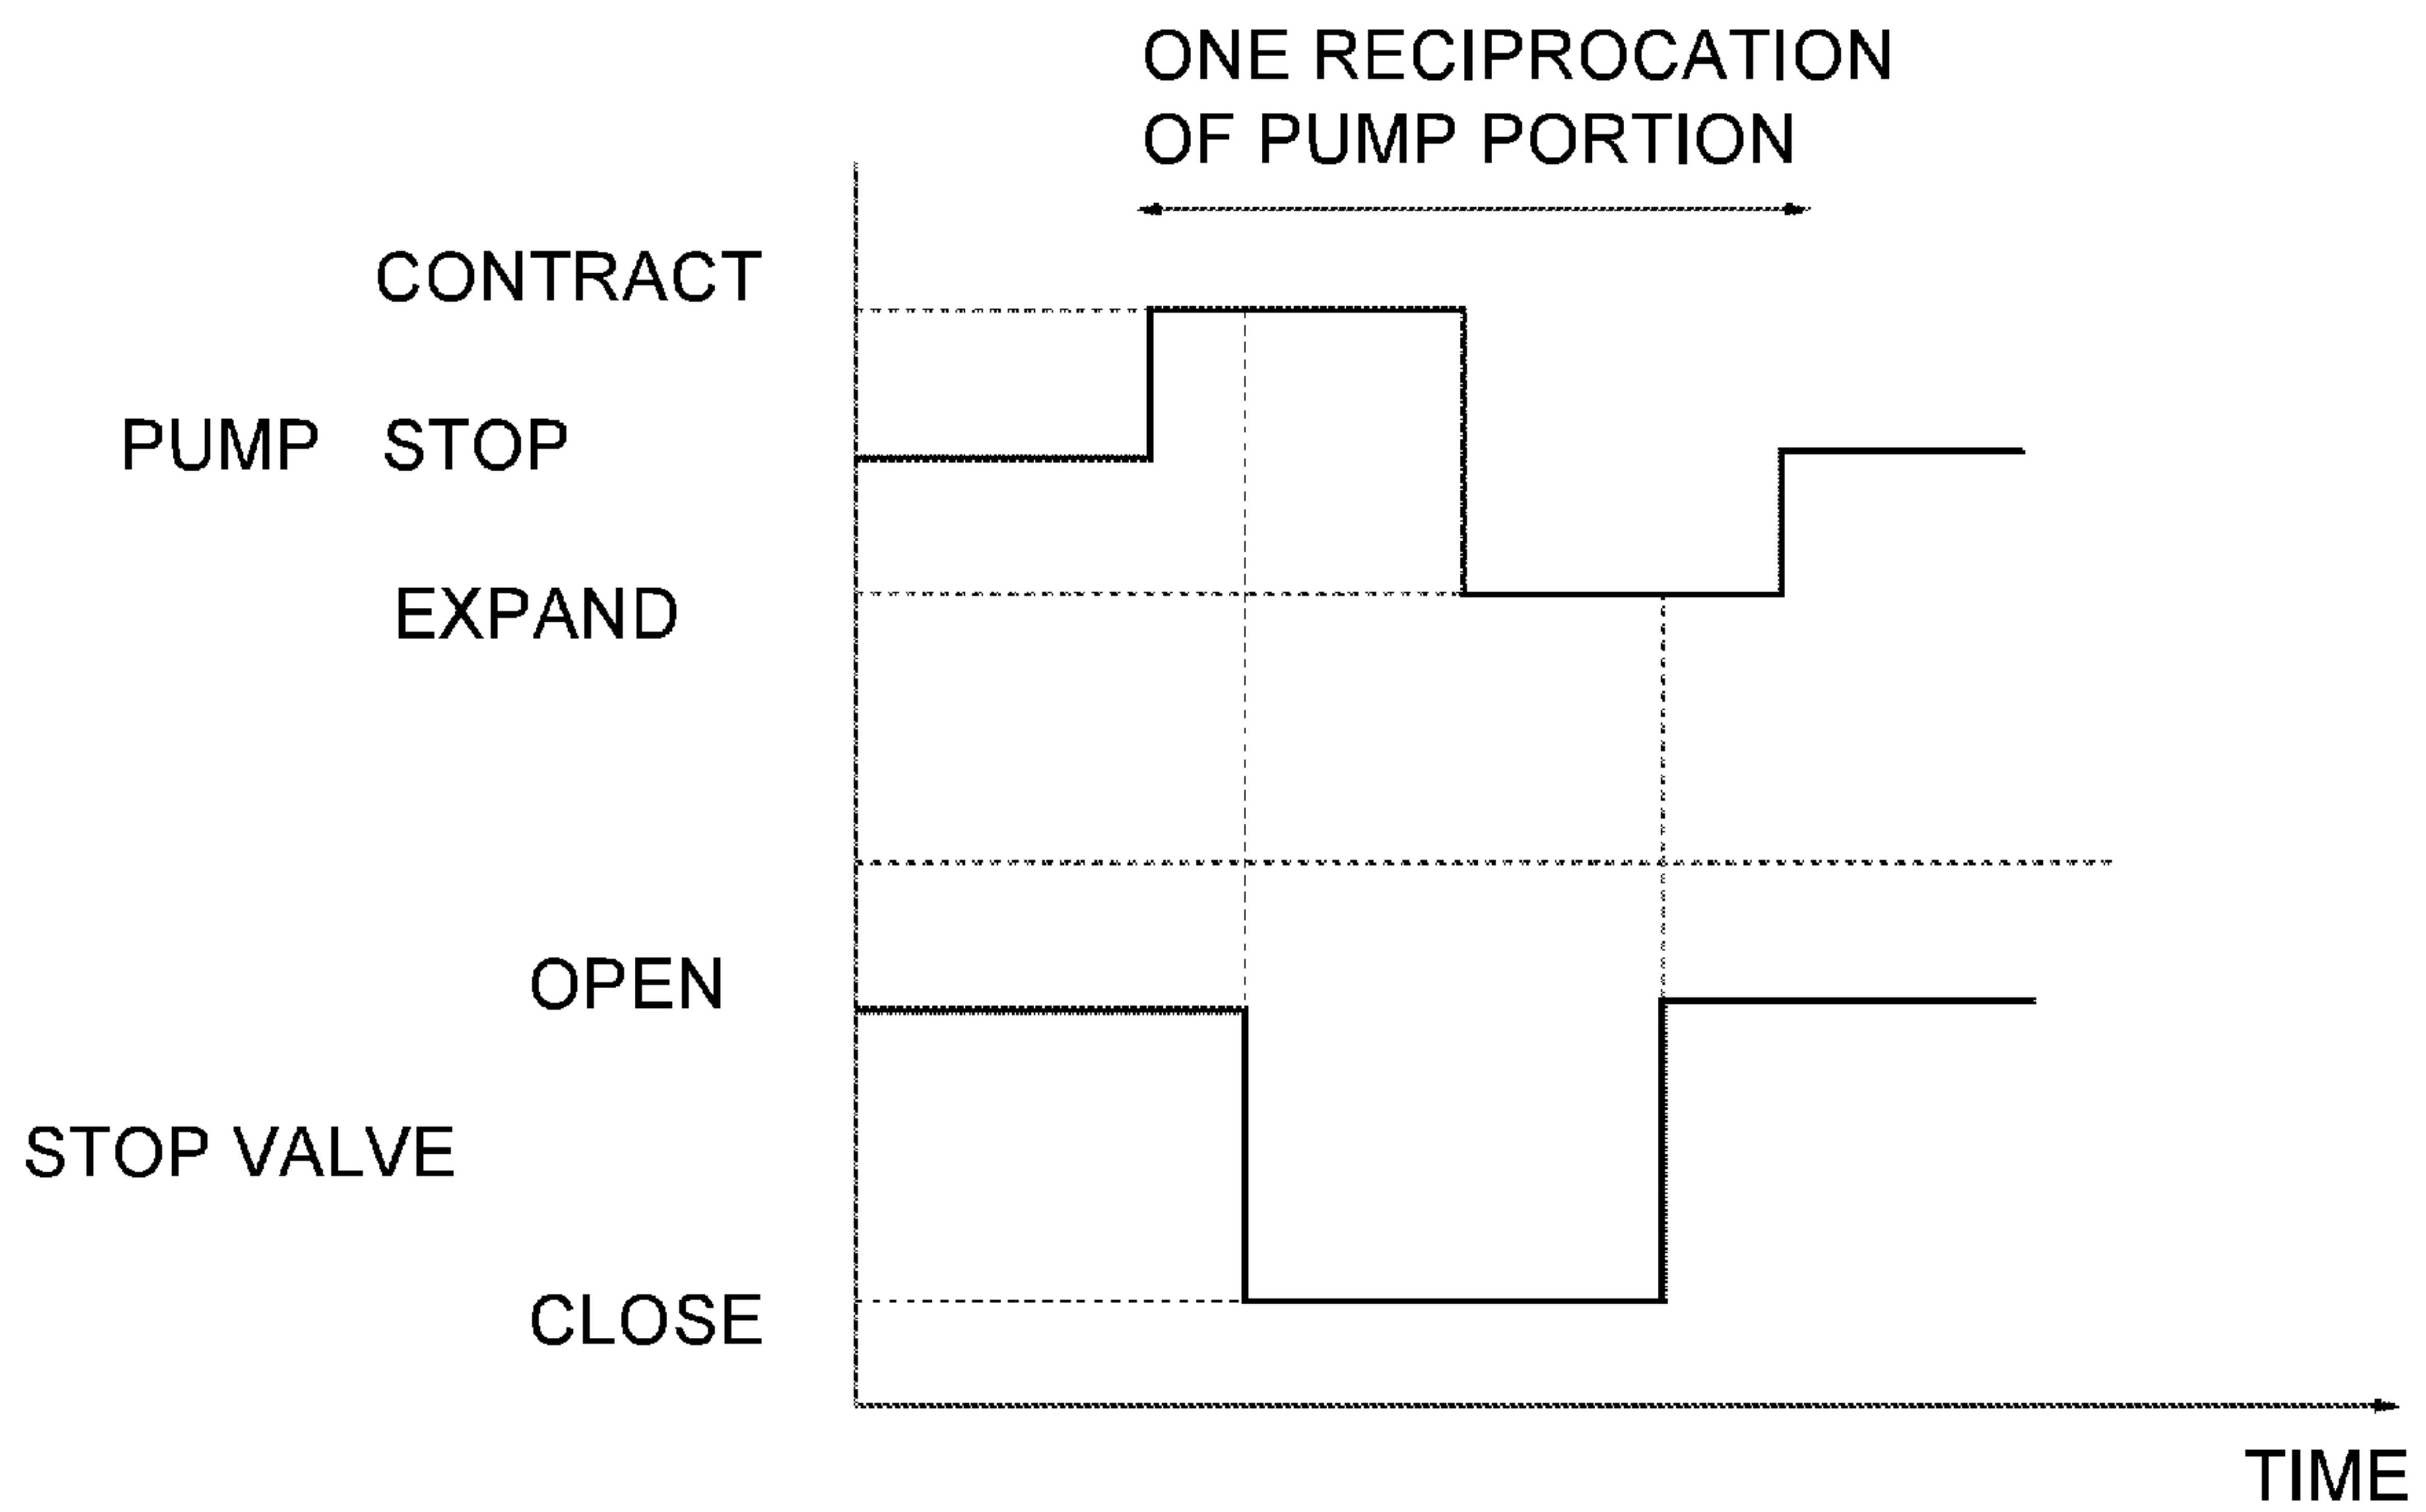 ONE RECIPROCATION
OF PUMP PORTION
CONTRACT
PUMP STOP
EXPAND
OPEN
STOP VALVE
CLOSE
TIME